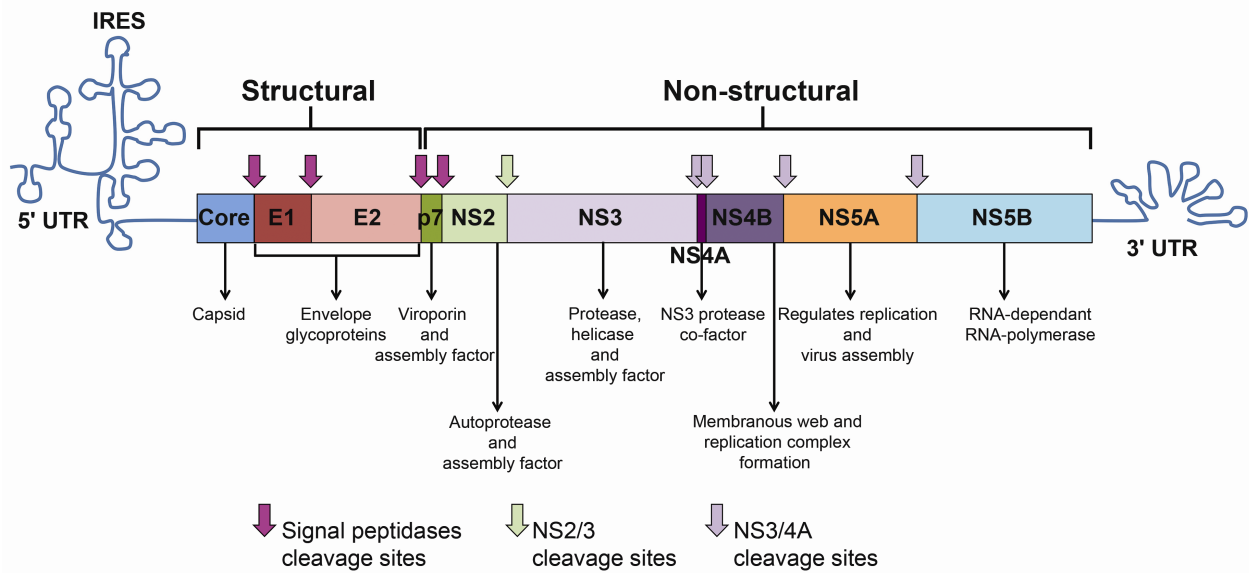 IRES
Structural
Non-structural
5' UTR
Core
E1
E2
p7
NS2
NS3
NS4A
NS4B
NS5A
NS5B
3' UTR
Capsid
Envelope
glycoproteins
Viroporin
and
assembly factor
Autoprotease
and
assembly factor
Protease,
helicase
and
assembly factor
NS3 protease
co-factor
Membranous web and
replication complex
formation
Regulates replication
and
virus assembly
RNA-dependant
RNA-polymerase
Signal peptidases
cleavage sites
NS2/3
cleavage sites
NS3/4A
cleavage sites